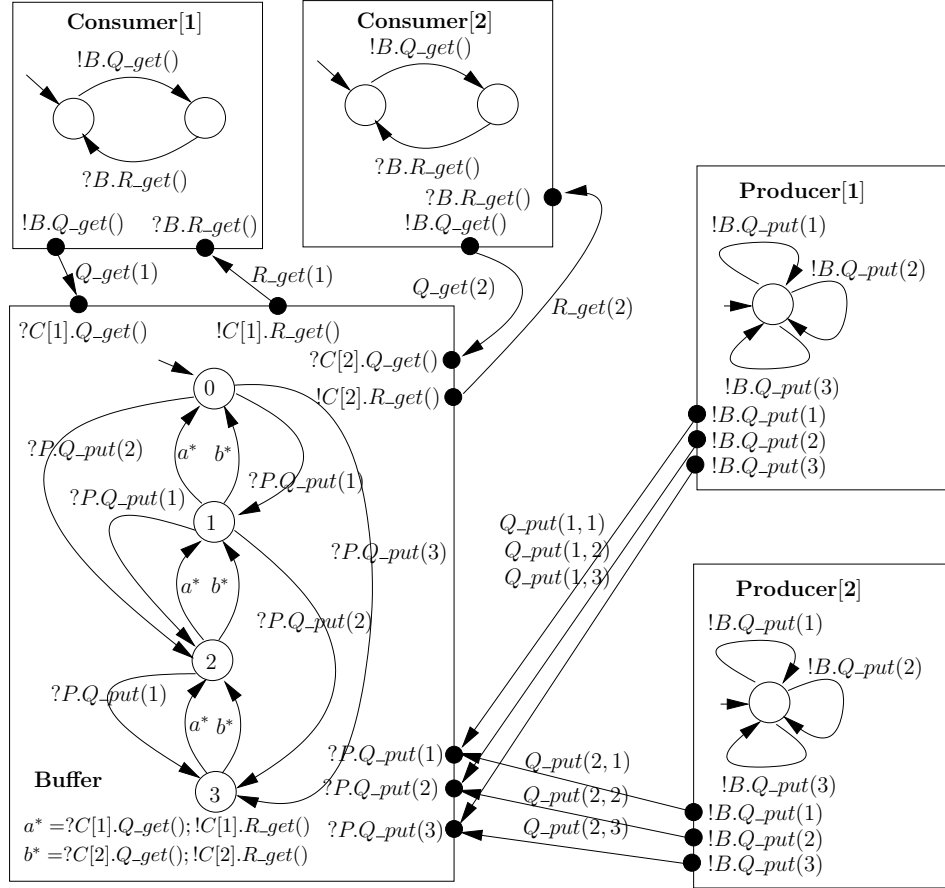 Consumer[1]
!B.Q_get()
?B.R_get()
!B.Q_get()
?B.R_get()
Consumer[2]
!B.Q_get()
?B.R_get()
?B.R_get()
!B.Q_get()
Q_get(1)
R_get(1)
Q_get(2)
R_get(2)
?C[1].Q_get()
!C[1].R_get()
?C[2].Q_get()
!C[2].R_get()
0
?P.Q_put(2)
a*
b*
?P.Q_put(1)
?P.Q_put(1)
1
?P.Q_put(3)
a*
b*
?P.Q_put(2)
2
?P.Q_put(1)
a*
b*
3
Buffer
a* =?C[1].Q_get(); !C[1].R_get()
b* =?C[2].Q_get(); !C[2].R_get()
?P.Q_put(1)
?P.Q_put(2)
?P.Q_put(3)
Producer[1]
!B.Q_put(1)
!B.Q_put(2)
!B.Q_put(3)
!B.Q_put(1)
!B.Q_put(2)
!B.Q_put(3)
Q_put(1, 1)
Q_put(1, 2)
Q_put(1, 3)
Producer[2]
!B.Q_put(1)
!B.Q_put(2)
!B.Q_put(3)
!B.Q_put(1)
!B.Q_put(2)
!B.Q_put(3)
Q_put(2, 1)
Q_put(2, 2)
Q_put(2, 3)